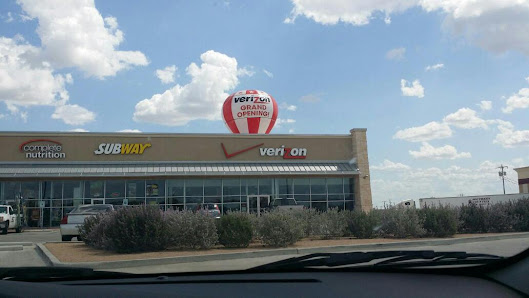 verizon
GRAND
OPENING!
complete
nutrition
SUBWAY
verizon